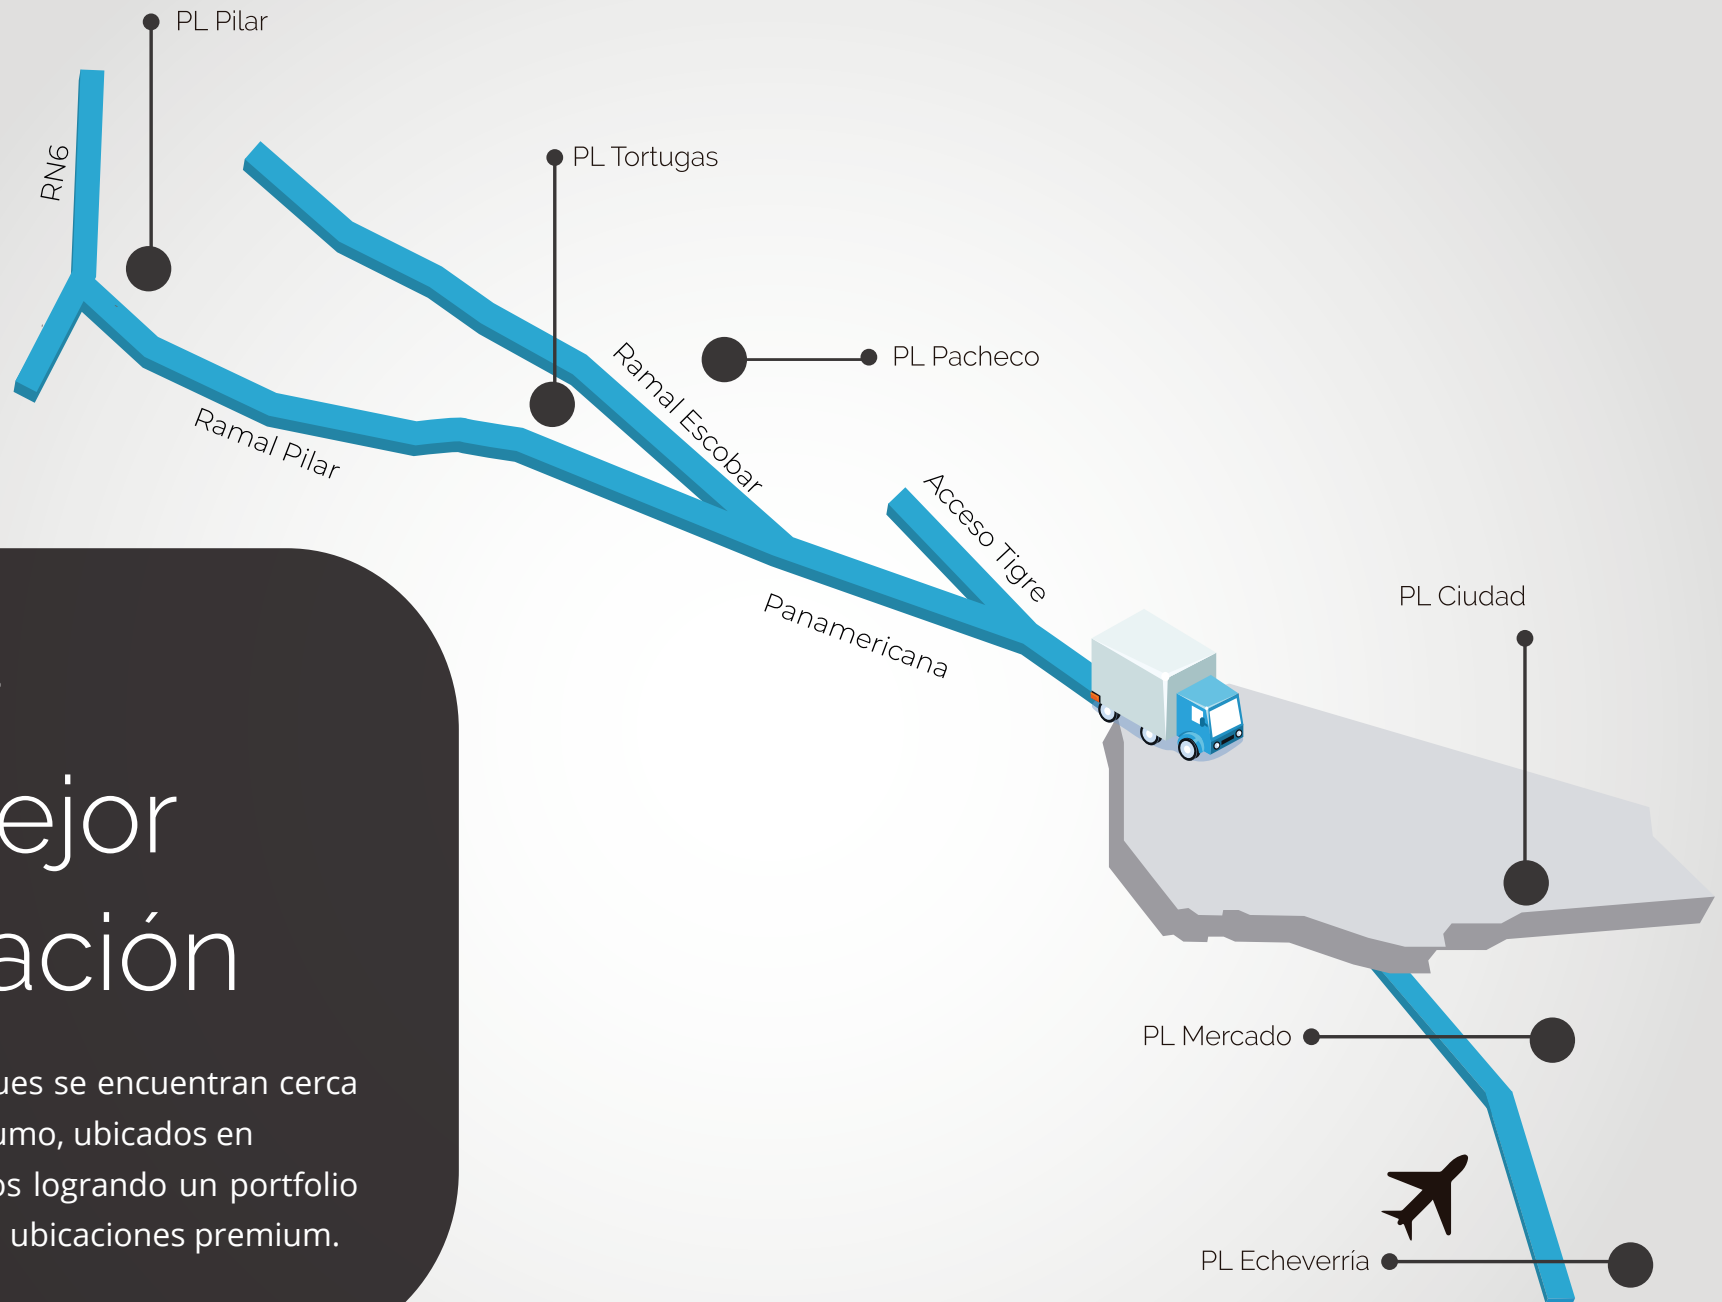 PL Pilar
RN6
PL Tortugas
PL Pacheco
Ramal Escobar
Ramal Pilar
Acceso Tigre
Panamericana
PL Ciudad
ejor
ación
ues se encuentran cerca
umo, ubicados en
os logrando un portfolio
ubicaciones premium.
PL Mercado
PL Echeverría